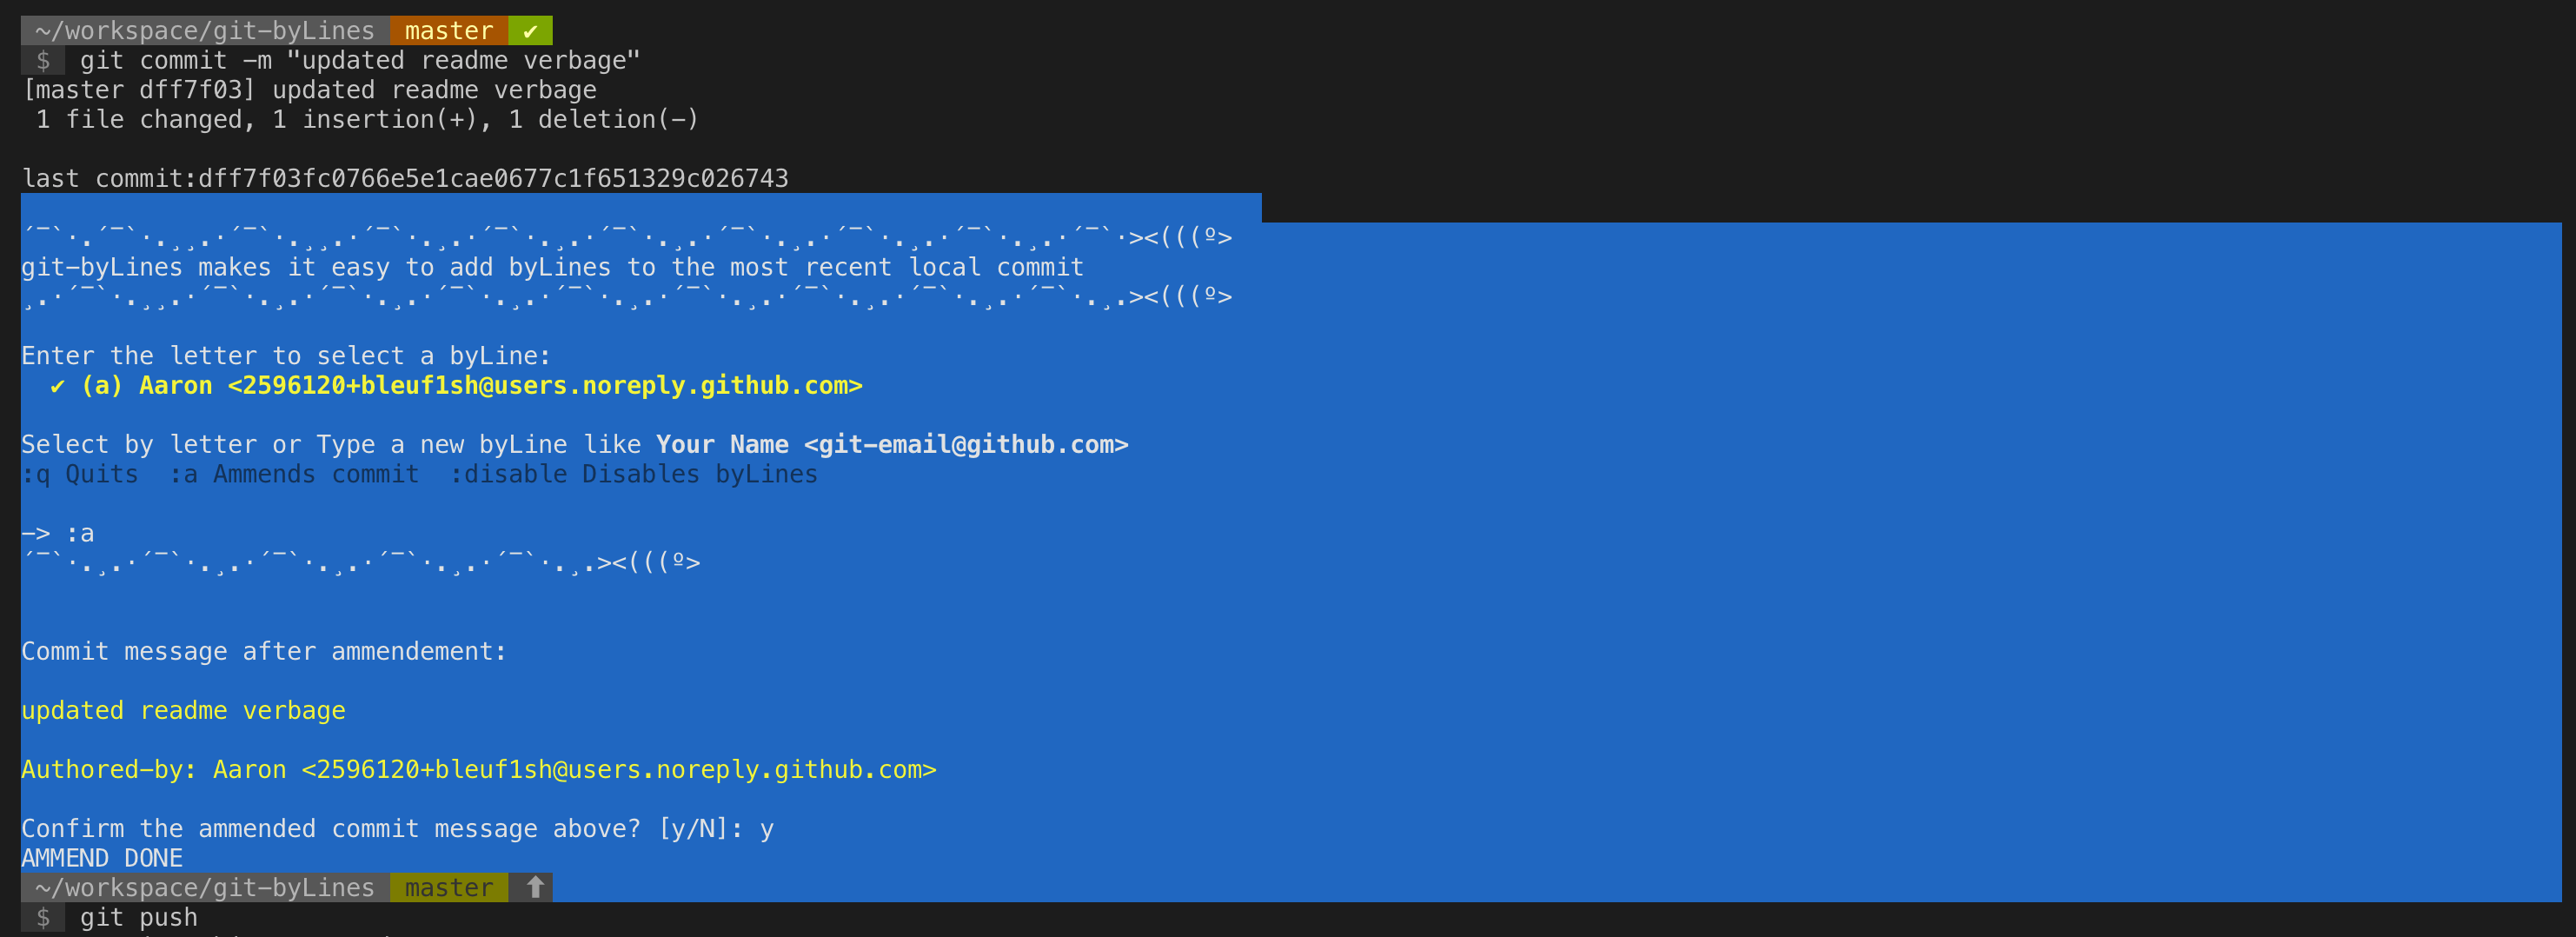 ~/workspace/git-byLines master ✔
$ git commit -m "updated readme verbage"
[master dff7f03] updated readme verbage
1 file changed, 1 insertion(+), 1 deletion(-)
last commit:dff7f03fc0766e5e1cae0677c1f651329c026743
´¯`·.´¯`·.¸¸.·´¯`·.¸¸.·´¯`·.¸.·´¯`·.¸.·´¯`·.¸.·´¯`·.¸.·´¯`·.¸.·´¯`·><(((º>
git-byLines makes it easy to add byLines to the most recent local commit
¸.·´¯`·.¸¸.·´¯`·.¸.·´¯`·.¸.·´¯`·.¸.·´¯`·.¸.·´¯`·.¸.·´¯`·.¸.·´¯`·.¸.·´¯`·.¸.><(((º>
Enter the letter to select a byLine:
✔ (a) Aaron <2596120+bleuf1sh@users.noreply.github.com>
Select by letter or Type a new byLine like Your Name <git-email@github.com>
:q Quits :a Ammends commit :disable Disables byLines
-> :a
´¯`·.¸.·´¯`·.¸.·´¯`·.¸.·´¯`·.¸.·´¯`·.¸.><(((º>
Commit message after ammendement:
updated readme verbage
Authored-by: Aaron <2596120+bleuf1sh@users.noreply.github.com>
Confirm the ammended commit message above? [y/N]: y
AMMEND DONE
~/workspace/git-byLines master ⬆
$ git push